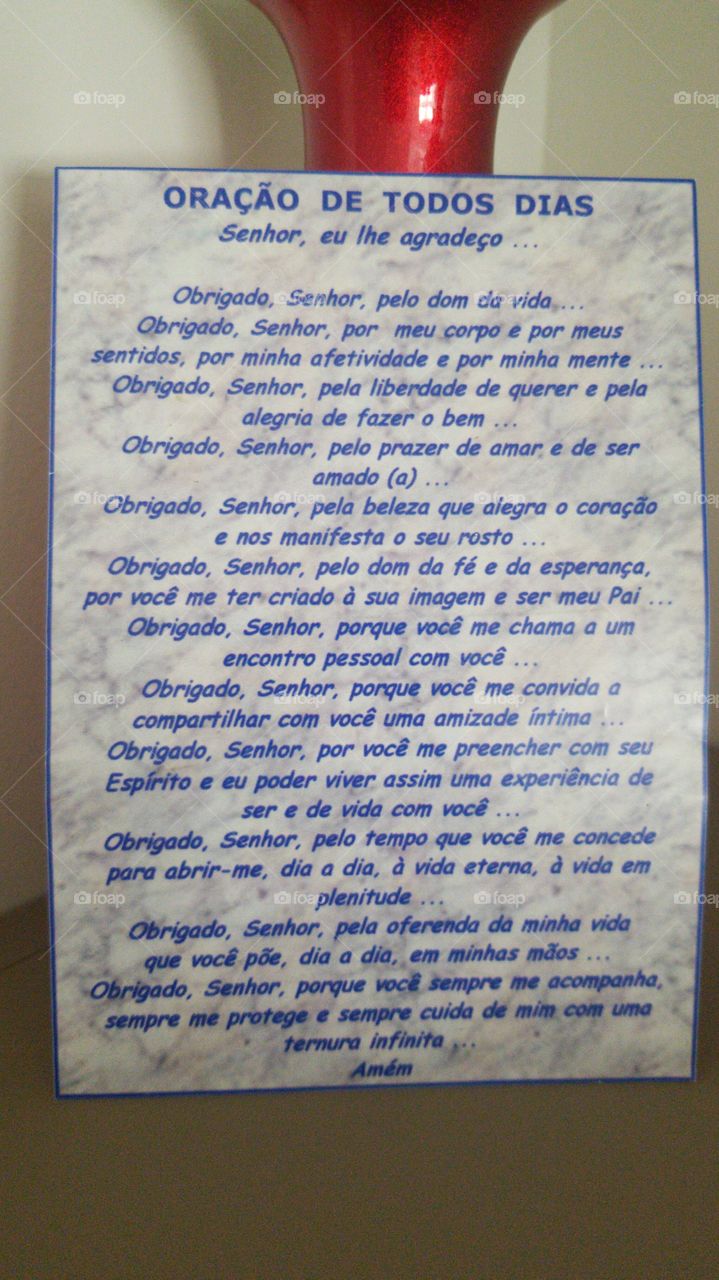 ORAÇÃO DE TODOS DIAS
Senhor, eu lhe agradeço ...
Obrigado, Senhor, pelo dom da vida ...
Obrigado, Senhor, por meu corpo e por meus
sentidos, por minha afetividade e por minha mente ...
Obrigado, Senhor, pela liberdade de querer e pela
alegria de fazer o bem ...
Obrigado, Senhor, pelo prazer de amar e de ser
amado (a) ...
Obrigado, Senhor, pela beleza que alegra o coração
e nos manifesta o seu rosto ...
Obrigado, Senhor, pelo dom da fé e da esperança,
por você me ter criado à sua imagem e ser meu Pai ...
Obrigado, Senhor, porque você me chama a um
encontro pessoal com você ...
Obrigado, Senhor, porque você me convida a
compartilhar com você uma amizade íntima ...
Obrigado, Senhor, por você me preencher com seu
Espírito e eu poder viver assim uma experiência de
ser e de vida com você ...
Obrigado, Senhor, pelo tempo que você me concede
para abrir-me, dia a dia, à vida eterna, à vida em
plenitude ...
Obrigado, Senhor, pela oferenda da minha vida
que você põe, dia a dia, em minhas mãos ...
Obrigado, Senhor, porque você sempre me acompanha,
sempre me protege e sempre cuida de mim com uma
ternura infinita ...
Amém